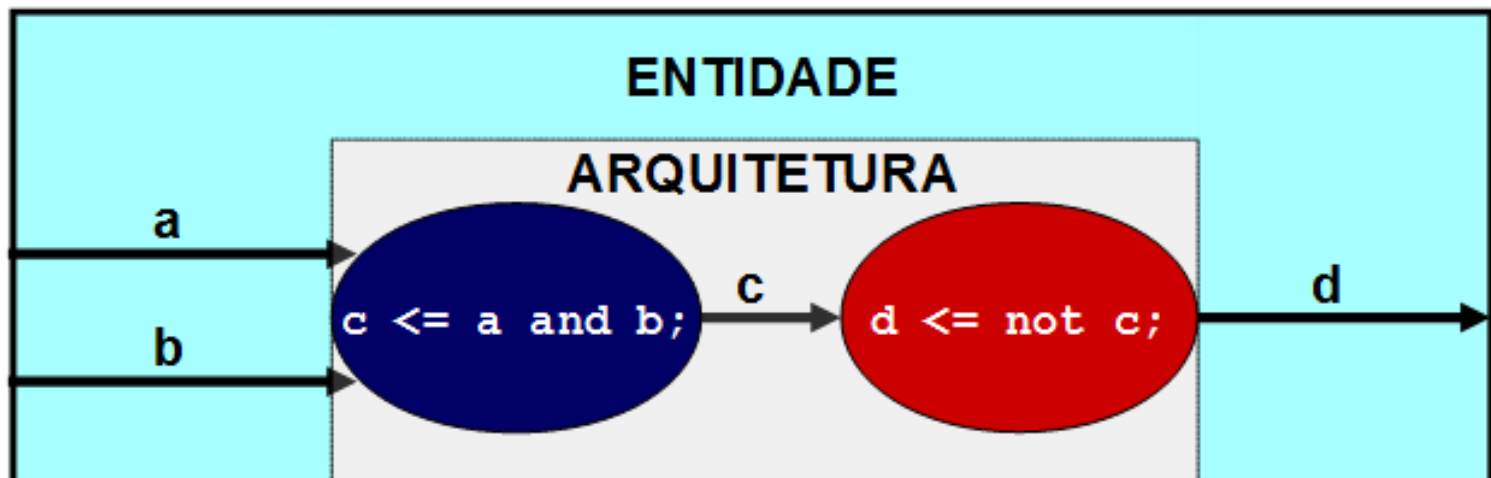 ENTIDADE
ARQUITETURA
a
b
c <= a and b;
c
d <= not c;
d